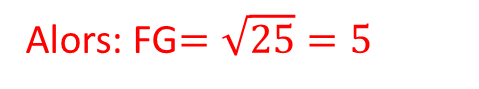 Alors: FG= √25 = 5